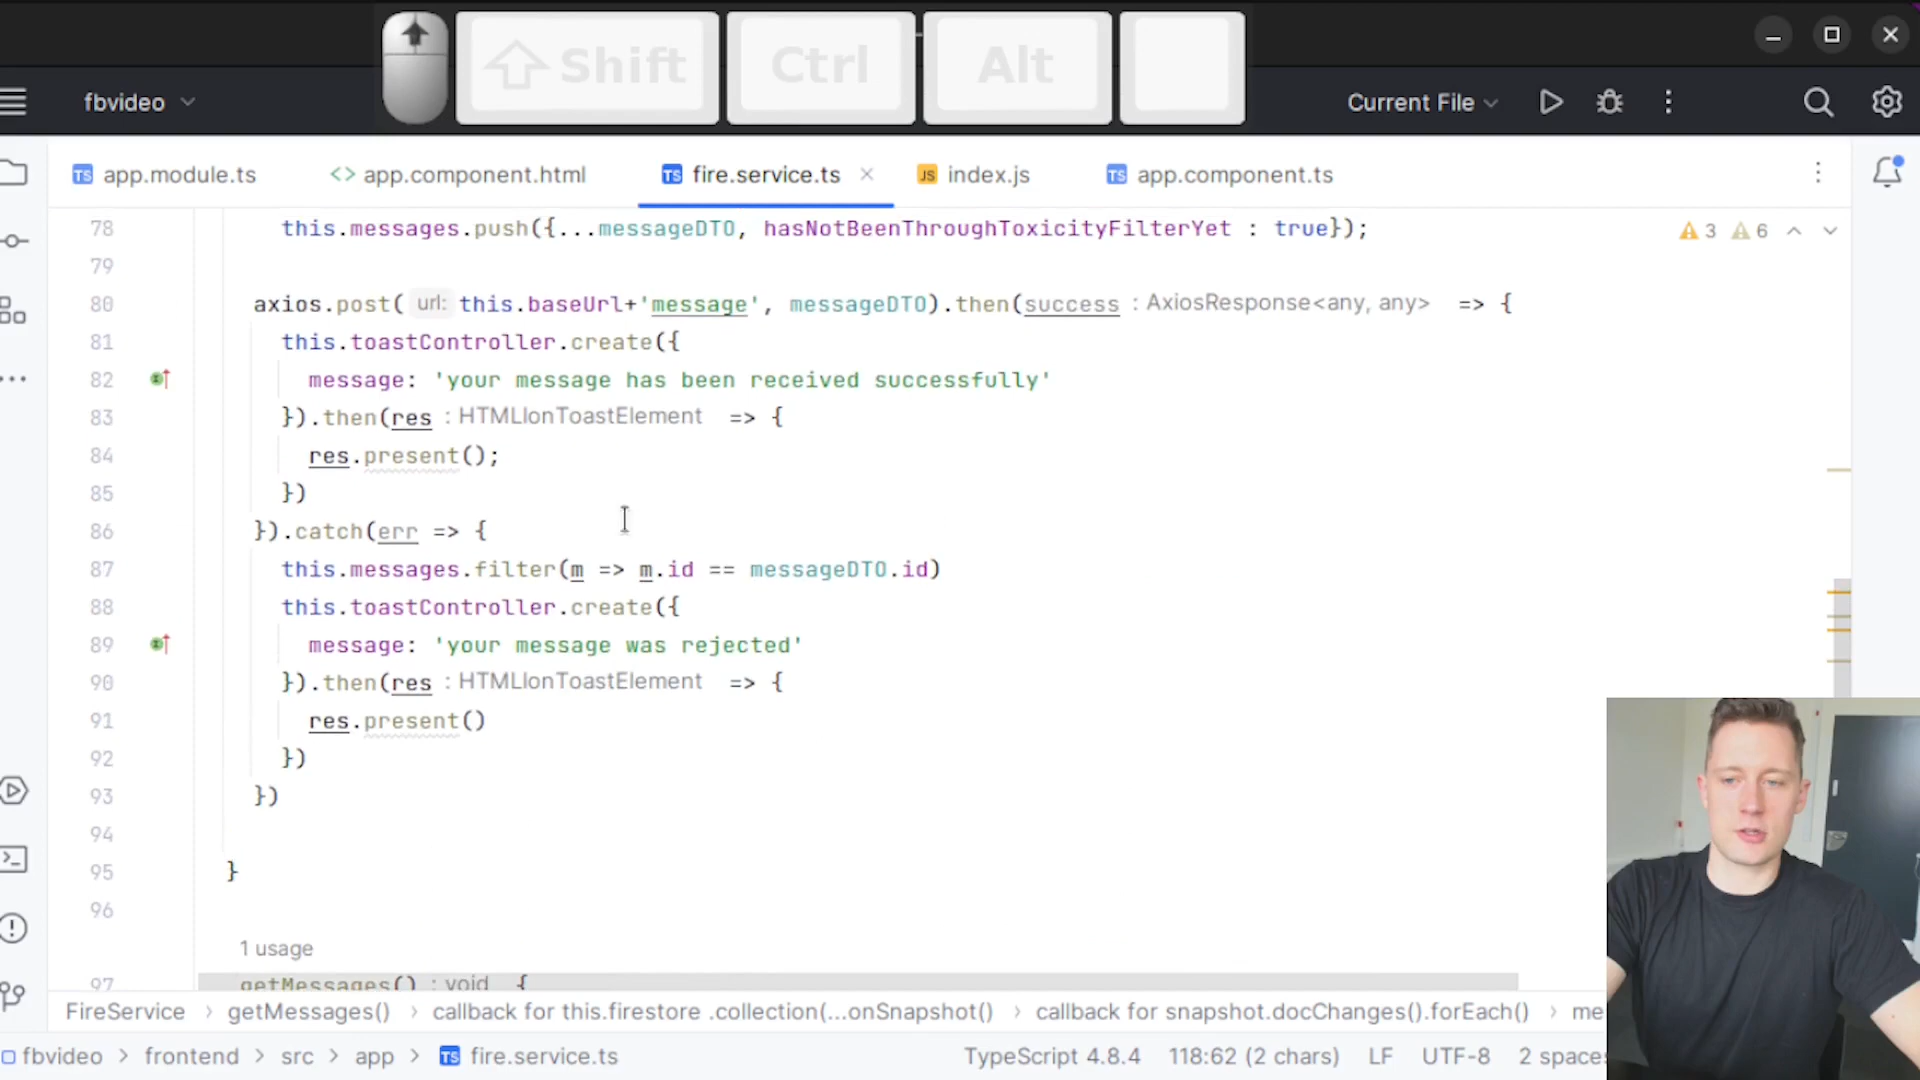 Shift Ctrl Alt
fbvideo Current File
app.module.ts app.component.html fire.service.ts index.js app.component.ts
78 this.messages.push({...messageDTO, hasNotBeenThroughToxicityFilterYet : true}); 3 6
79
80 axios.post( url: this.baseUrl+'message', messageDTO).then(success : AxiosResponse<any, any> => {
81 this.toastController.create({
82 message: 'your message has been received successfully'
83 }).then(res : HTMLIonToastElement => {
84 res.present();
85 })
86 }).catch(err => {
87 this.messages.filter(m => m.id == messageDTO.id)
88 this.toastController.create({
89 message: 'your message was rejected'
90 }).then(res : HTMLIonToastElement => {
91 res.present()
92 })
93 })
94
95 }
96
1 usage
97 getMessages() : void {
FireService > getMessages() > callback for this.firestore .collection(...onSnapshot() > callback for snapshot.docChanges().forEach() > me
fbvideo > frontend > src > app > fire.service.ts TypeScript 4.8.4 118:62 (2 chars) LF UTF-8 2 spaces